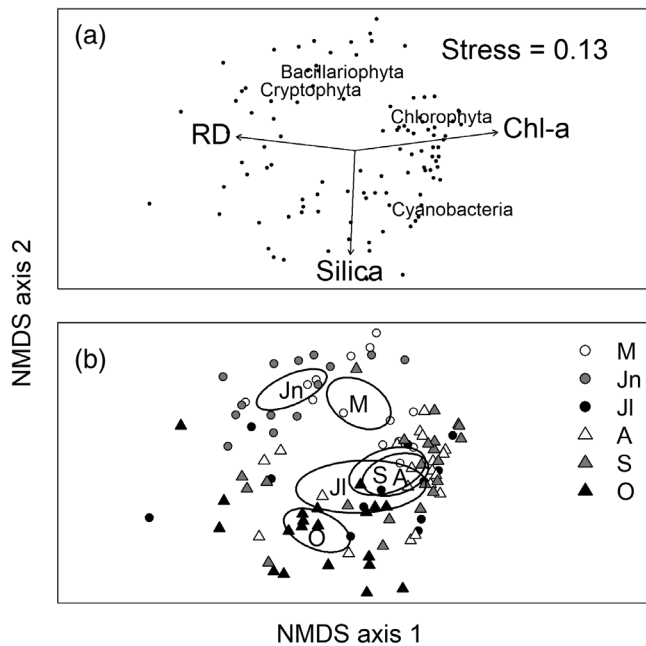 (a)
Stress = 0.13
Bacillariophyta
Cryptophyta
Chlorophyta
RD
Chl-a
Cyanobacteria
Silica
NMDS axis 2
(b)
M
Jn
Jl
A
S
O
Jn
M
S A
Jl
O
NMDS axis 1